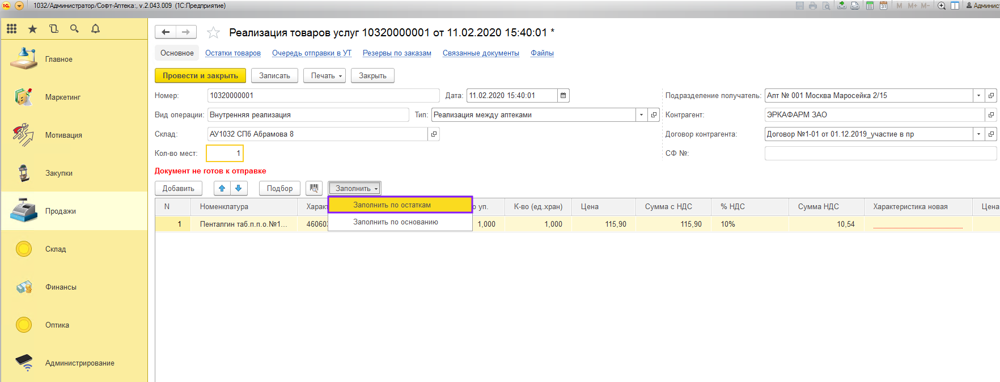 1032/Администратор/Софт-Аптека:, v.2.043.009 (1С:Предприятие)
M M+ M- Админис
Главное
Маркетинг
Мотивация
Закупки
Продажи
Склад
Финансы
Оптика
Администрирование
Реализация товаров услуг 10320000001 от 11.02.2020 15:40:01 *
Основное Остатки товаров Очередь отправки в УТ Резервы по заказам Связанные документы Файлы
Провести и закрыть Записать Печать Закрыть
Номер: 10320000001 Дата: 11.02.2020 15:40:01 Подразделение получатель: Апт № 001 Москва Маросейка 2/15
Вид операции: Внутренняя реализация Тип: Реализация между аптеками Контрагент: ЭРКАФАРМ ЗАО
Склад: АУ1032 СПб Абрамова 8 Договор контрагента: Договор №1-01 от 01.12.2019_участие в пр
Кол-во мест: 1 СФ №:
Документ не готов к отправке
Добавить Подбор Заполнить
Заполнить по остаткам
Заполнить по основанию
N Номенклатура Харак о уп. К-во (ед.хран) Цена Сумма с НДС % НДС Сумма НДС Характеристика новая Цена
1 Пенталгин таб.п.п.о.№1... 46060 1,000 1,000 115,90 115,90 10% 10,54